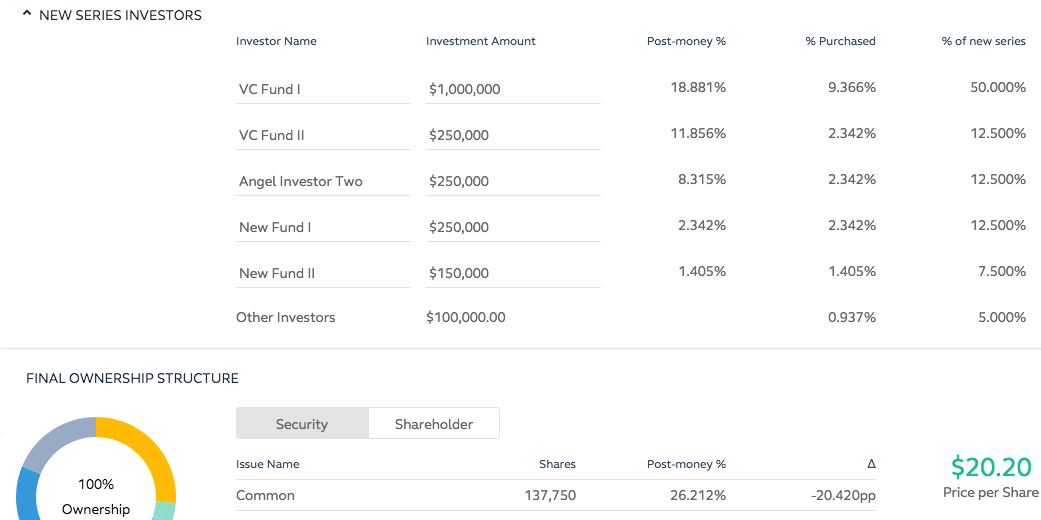 NEW SERIES INVESTORS
Investor Name Investment Amount Post-money % % Purchased % of new series
VC Fund I $1,000,000 18.881% 9.366% 50.000%
VC Fund II $250,000 11.856% 2.342% 12.500%
Angel Investor Two $250,000 8.315% 2.342% 12.500%
New Fund I $250,000 2.342% 2.342% 12.500%
New Fund II $150,000 1.405% 1.405% 7.500%
Other Investors $100,000.00 0.937% 5.000%
FINAL OWNERSHIP STRUCTURE
Security Shareholder
Issue Name Shares Post-money % Δ
Common 137,750 26.212% -20.420pp
100%
Ownership
$20.20
Price per Share